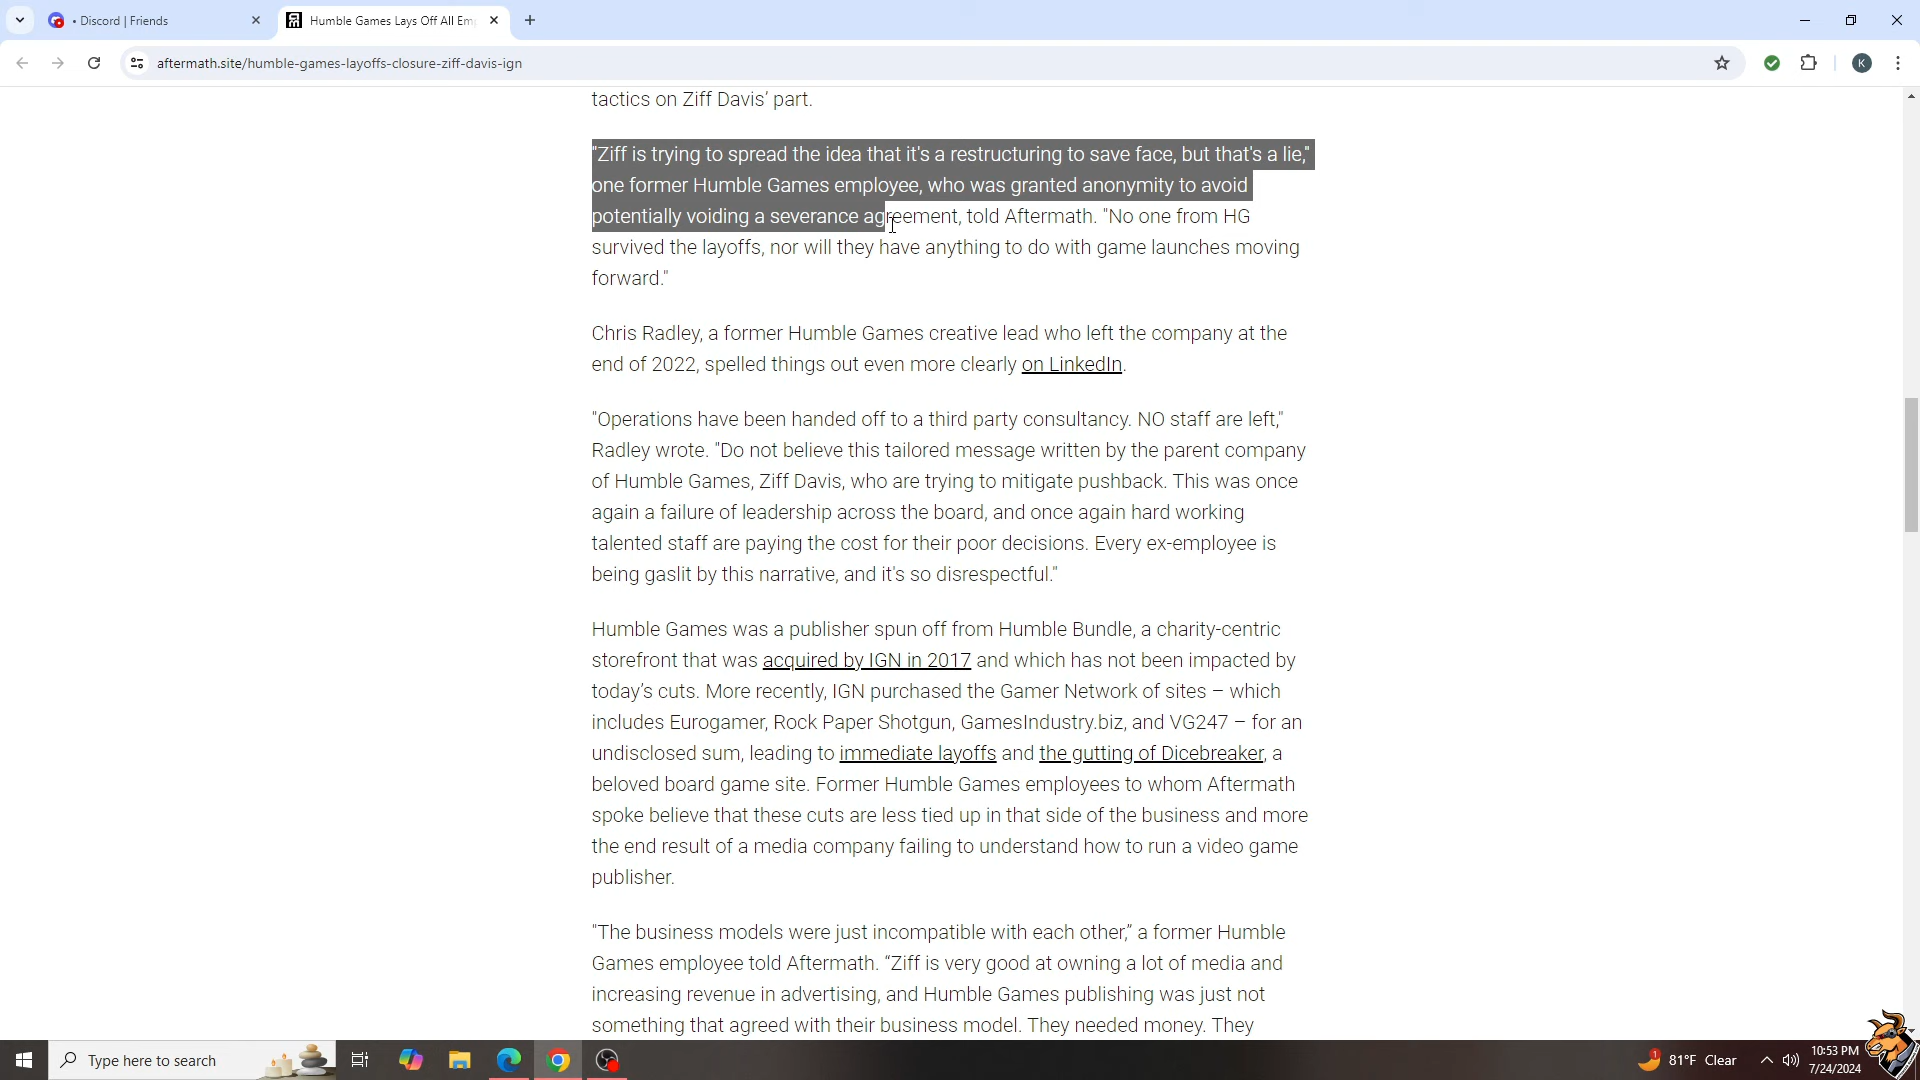 • Discord | Friends
Humble Games Lays Off All Em
aftermath.site/humble-games-layoffs-closure-ziff-davis-ign
K
tactics on Ziff Davis’ part.
"Ziff is trying to spread the idea that it's a restructuring to save face, but that's a lie,"
one former Humble Games employee, who was granted anonymity to avoid
potentially voiding a severance agreement, told Aftermath. "No one from HG
survived the layoffs, nor will they have anything to do with game launches moving
forward."
Chris Radley, a former Humble Games creative lead who left the company at the
end of 2022, spelled things out even more clearly on LinkedIn.
"Operations have been handed off to a third party consultancy. NO staff are left,"
Radley wrote. "Do not believe this tailored message written by the parent company
of Humble Games, Ziff Davis, who are trying to mitigate pushback. This was once
again a failure of leadership across the board, and once again hard working
talented staff are paying the cost for their poor decisions. Every ex-employee is
being gaslit by this narrative, and it's so disrespectful."
Humble Games was a publisher spun off from Humble Bundle, a charity-centric
storefront that was acquired by IGN in 2017 and which has not been impacted by
today’s cuts. More recently, IGN purchased the Gamer Network of sites – which
includes Eurogamer, Rock Paper Shotgun, GamesIndustry.biz, and VG247 – for an
undisclosed sum, leading to immediate layoffs and the gutting of Dicebreaker, a
beloved board game site. Former Humble Games employees to whom Aftermath
spoke believe that these cuts are less tied up in that side of the business and more
the end result of a media company failing to understand how to run a video game
publisher.
"The business models were just incompatible with each other,” a former Humble
Games employee told Aftermath. “Ziff is very good at owning a lot of media and
increasing revenue in advertising, and Humble Games publishing was just not
something that agreed with their business model. They needed money. They
Type here to search
1
81°F Clear
10:53 PM
7/24/2024